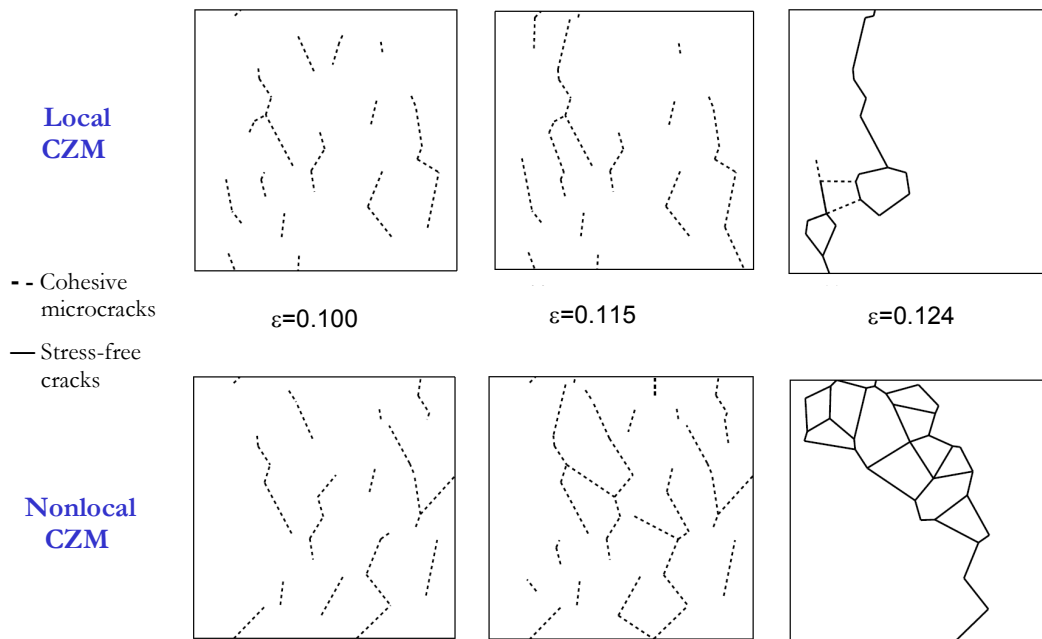 Local
CZM
- - Cohesive
microcracks
ε=0.100
ε=0.115
ε=0.124
— Stress-free
cracks
Nonlocal
CZM